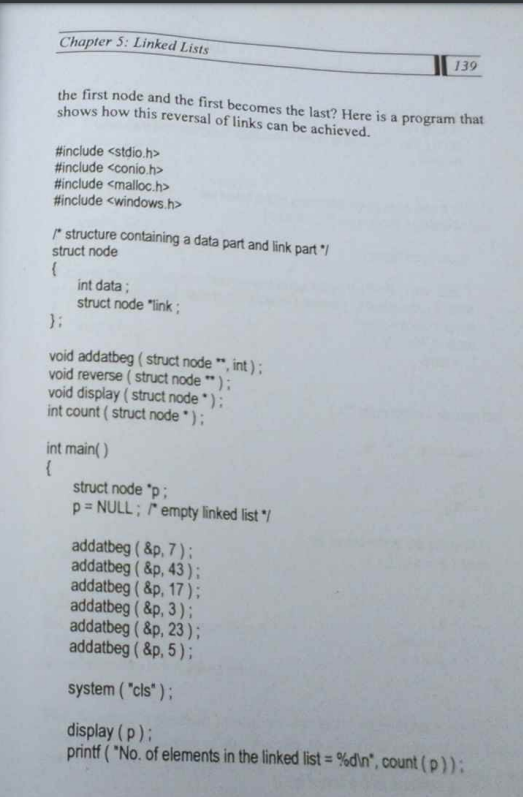 Chapter 5: Linked Lists
139
the first node and the first becomes the last? Here is a program that
shows how this reversal of links can be achieved.
#include <stdio.h>
#include <conio.h>
#include <malloc.h>
#include <windows.h>
/* structure containing a data part and link part */
struct node
{
int data ;
struct node *link ;
} ;
void addatbeg ( struct node **, int ) ;
void reverse ( struct node ** ) ;
void display ( struct node * ) ;
int count ( struct node * ) ;
int main( )
{
struct node *p ;
p = NULL ; /* empty linked list */
addatbeg ( &p, 7 ) ;
addatbeg ( &p, 43 ) ;
addatbeg ( &p, 17 ) ;
addatbeg ( &p, 3 ) ;
addatbeg ( &p, 23 ) ;
addatbeg ( &p, 5 ) ;
system ( "cls" ) ;
display ( p ) ;
printf ( "No. of elements in the linked list = %d\n", count ( p ) ) ;